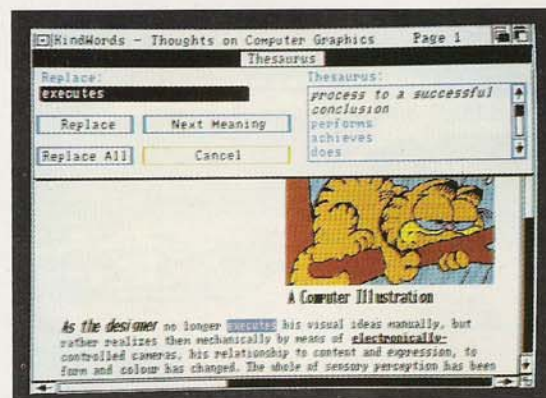 KindWords - Thoughts on Computer Graphics Page 1
Thesaurus
Replace:
executes
Replace
Next Meaning
Replace All
Cancel
Thesaurus:
process to a successful
conclusion
performs
achieves
does
A Computer Illustration
As the designer no longer executes his visual ideas manually, but
rather realizes them mechanically by means of electronically-
controlled cameras, his relationship to content and expression, to
form and colour has changed. The whole of sensory perception has been